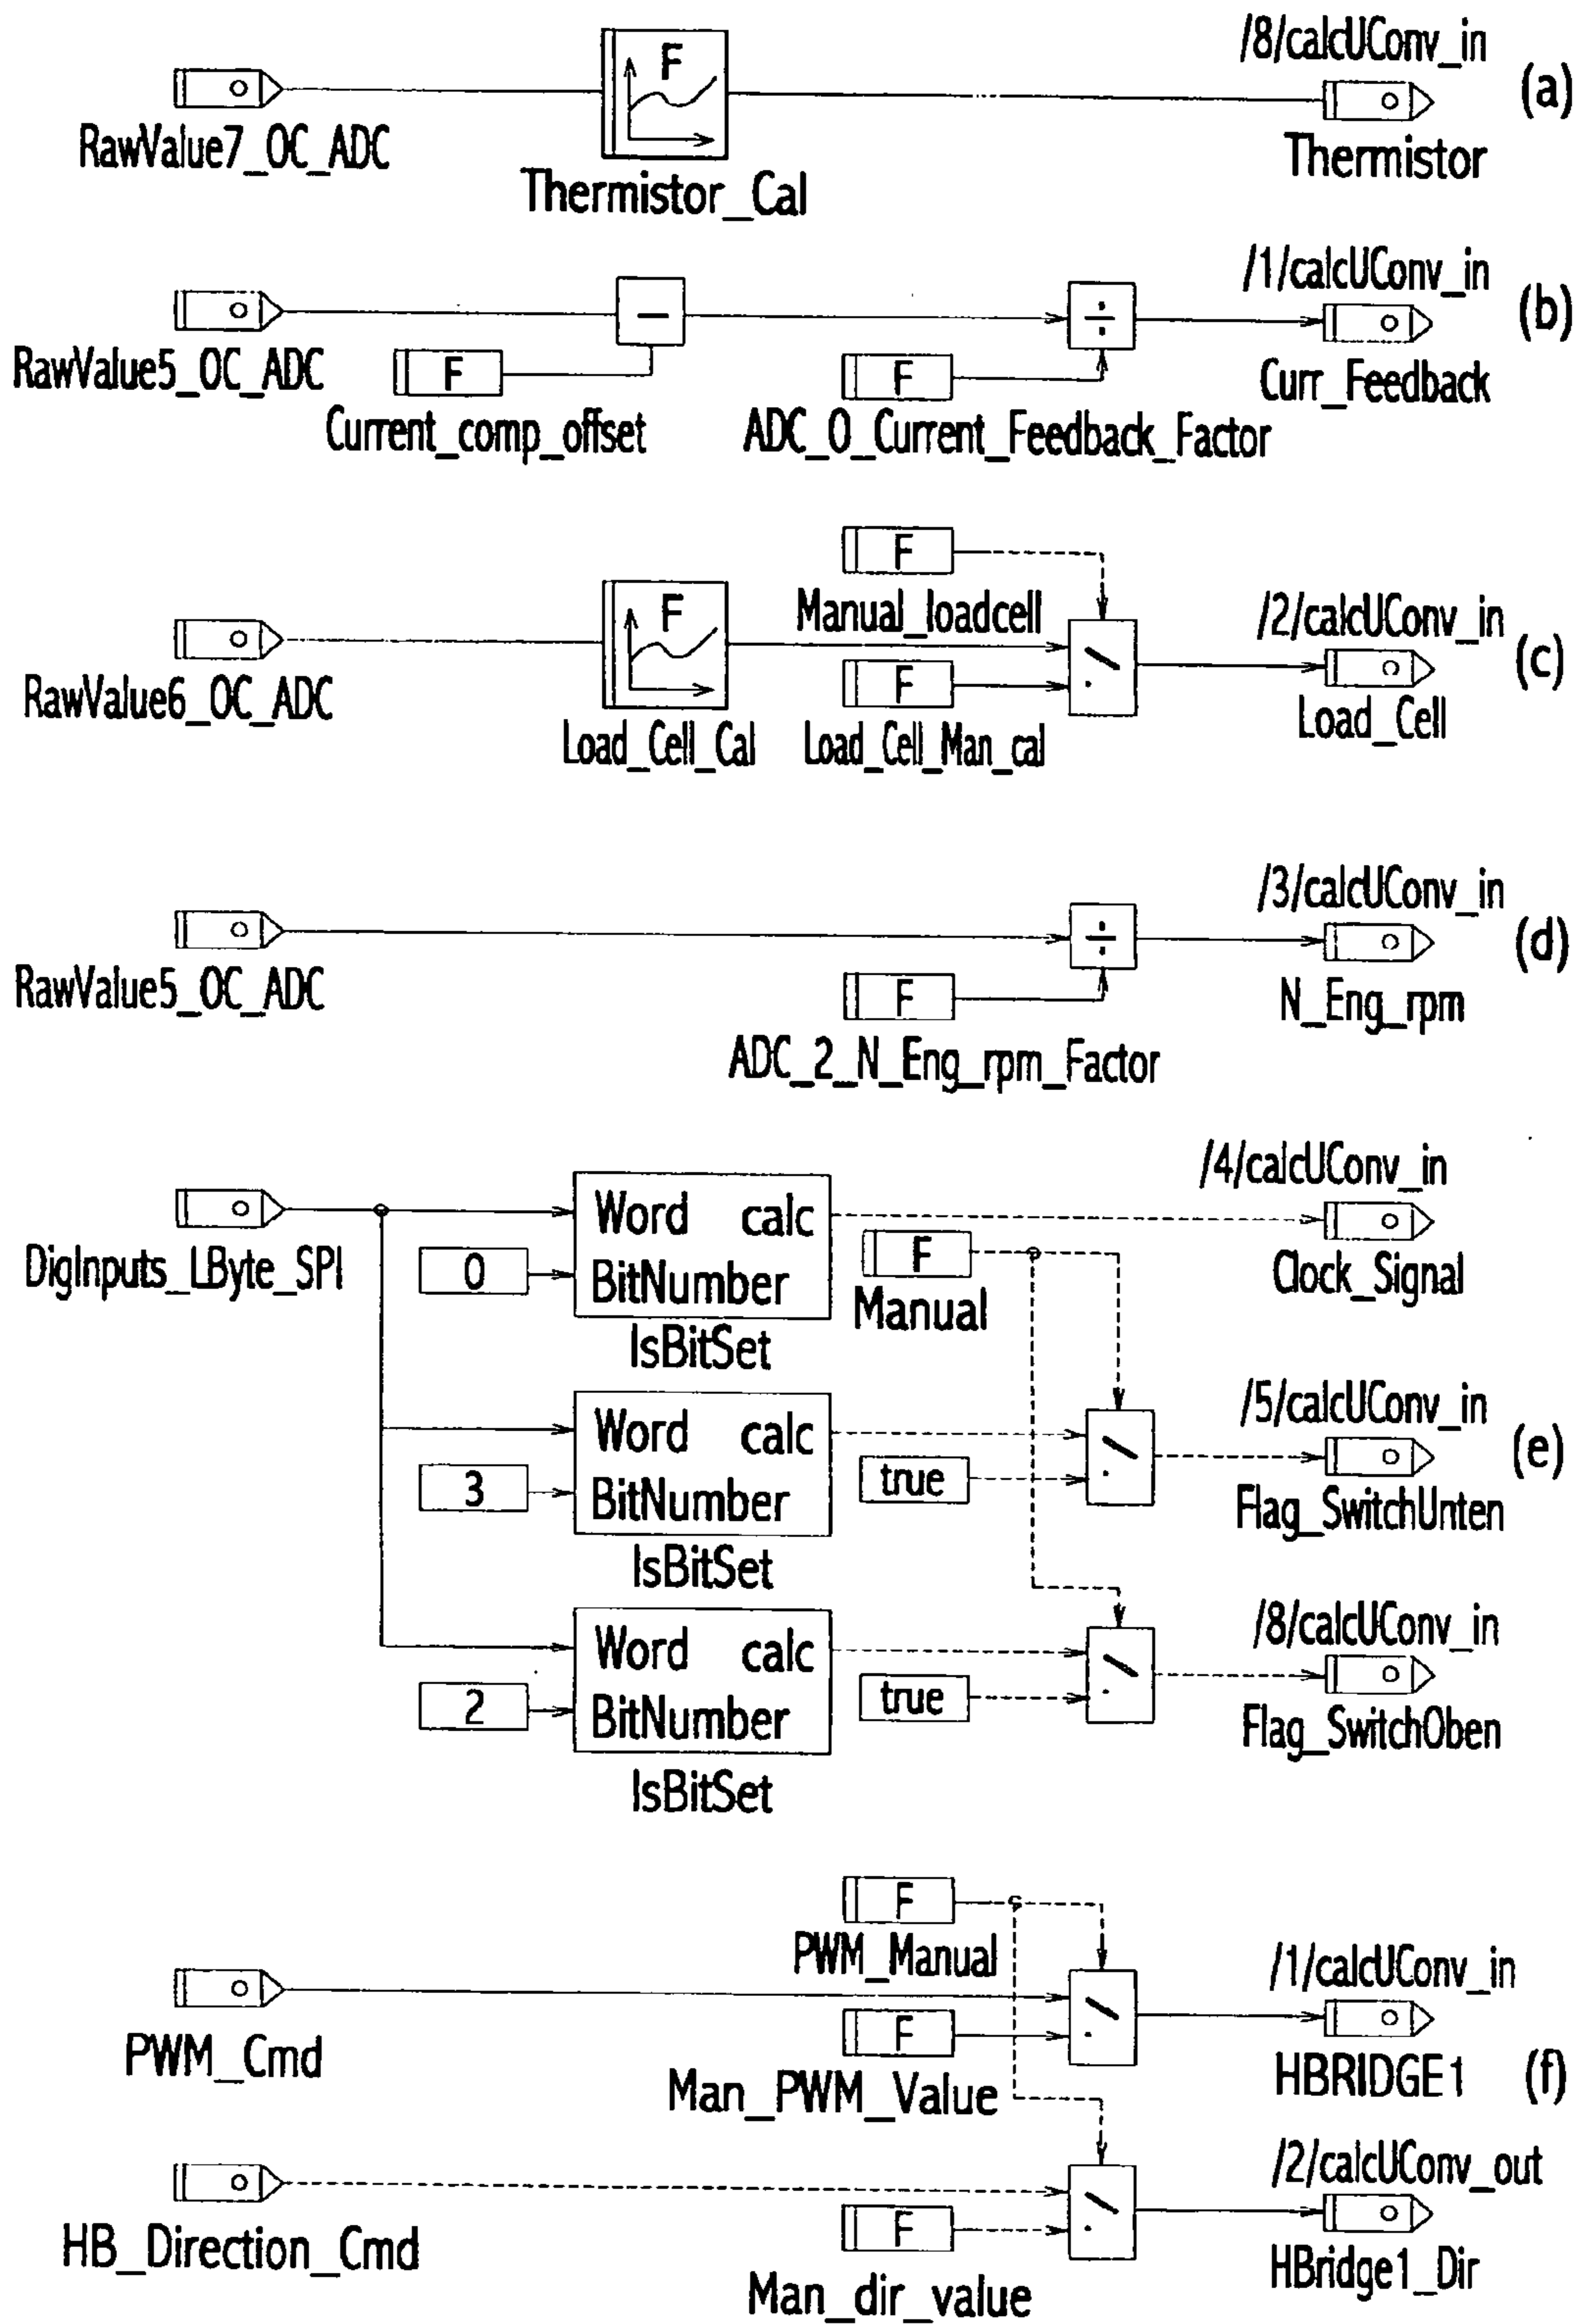 /8/calcUConv_in
F
(a)
RawValue7_OC_ADC
Thermistor
Thermistor_Cal
/1/calcUConv_in
−
÷
(b)
RawValue5_OC_ADC
F
F
Curr_Feedback
Current_comp_offset
ADC_0_Current_Feedback_Factor
F
Manual_loadcell
/2/calcUConv_in
F
(c)
RawValue6_OC_ADC
F
Load_Cell
Load_Cell_Cal
Load_Cell_Man_cal
/3/calcUConv_in
÷
(d)
RawValue5_OC_ADC
F
N_Eng_rpm
ADC_2_N_Eng_rpm_Factor
/4/calcUConv_in
Word calc
DigInputs_LByte_SPI
0
BitNumber
F
Clock_Signal
Manual
IsBitSet
/5/calcUConv_in
Word calc
(e)
3
BitNumber
true
Flag_SwitchUnten
IsBitSet
/8/calcUConv_in
Word calc
2
BitNumber
true
Flag_SwitchOben
IsBitSet
F
PWM_Manual
/1/calcUConv_in
PWM_Cmd
F
HBRIDGE1
(f)
Man_PWM_Value
/2/calcUConv_out
HB_Direction_Cmd
F
HBridge1_Dir
Man_dir_value